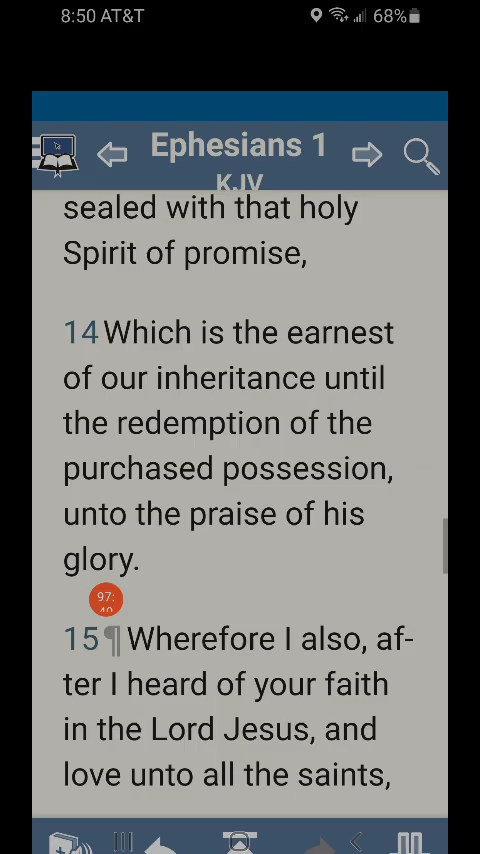 8:50 AT&T 68%
Ephesians 1
KJV
sealed with that holy
Spirit of promise,
14 Which is the earnest
of our inheritance until
the redemption of the
purchased possession,
unto the praise of his
glory.
97:
40
15 ¶ Wherefore I also, af-
ter I heard of your faith
in the Lord Jesus, and
love unto all the saints,